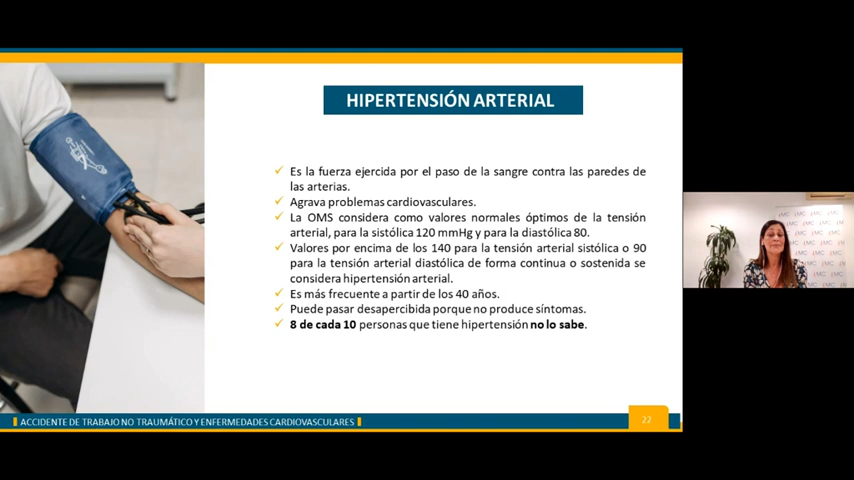 HIPERTENSIÓN ARTERIAL
Es la fuerza ejercida por el paso de la sangre contra las paredes de
las arterias.
Agrava problemas cardiovasculares.
La OMS considera como valores normales óptimos de la tensión
arterial, para la sistólica 120 mmHg y para la diastólica 80.
Valores por encima de los 140 para la tensión arterial sistólica o 90
para la tensión arterial diastólica de forma continua o sostenida se
considera hipertensión arterial.
Es más frecuente a partir de los 40 años.
Puede pasar desapercibida porque no produce síntomas.
8 de cada 10 personas que tiene hipertensión no lo sabe.
ACCIDENTE DE TRABAJO NO TRAUMÁTICO Y ENFERMEDADES CARDIOVASCULARES
22